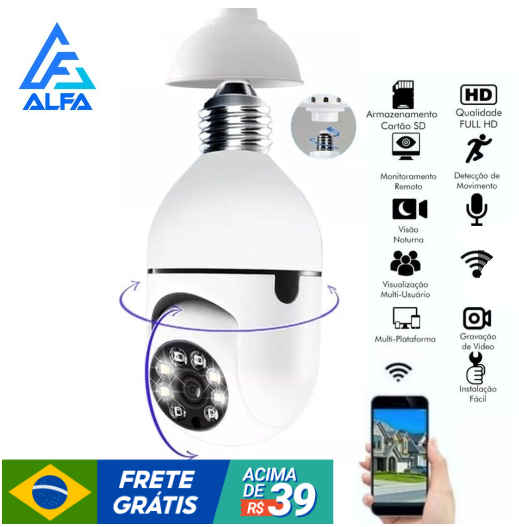 ALFA
Armazenamento
Cartão SD
HD
Qualidade
FULL HD
Monitoramento
Remoto
Detecção de
Movimento
Visão
Noturna
Visualização
Multi-Usuário
Multi-Plataforma
Gravação
de Vídeo
Instalação
Fácil
FRETE
GRÁTIS
ACIMA
DE
R$ 39